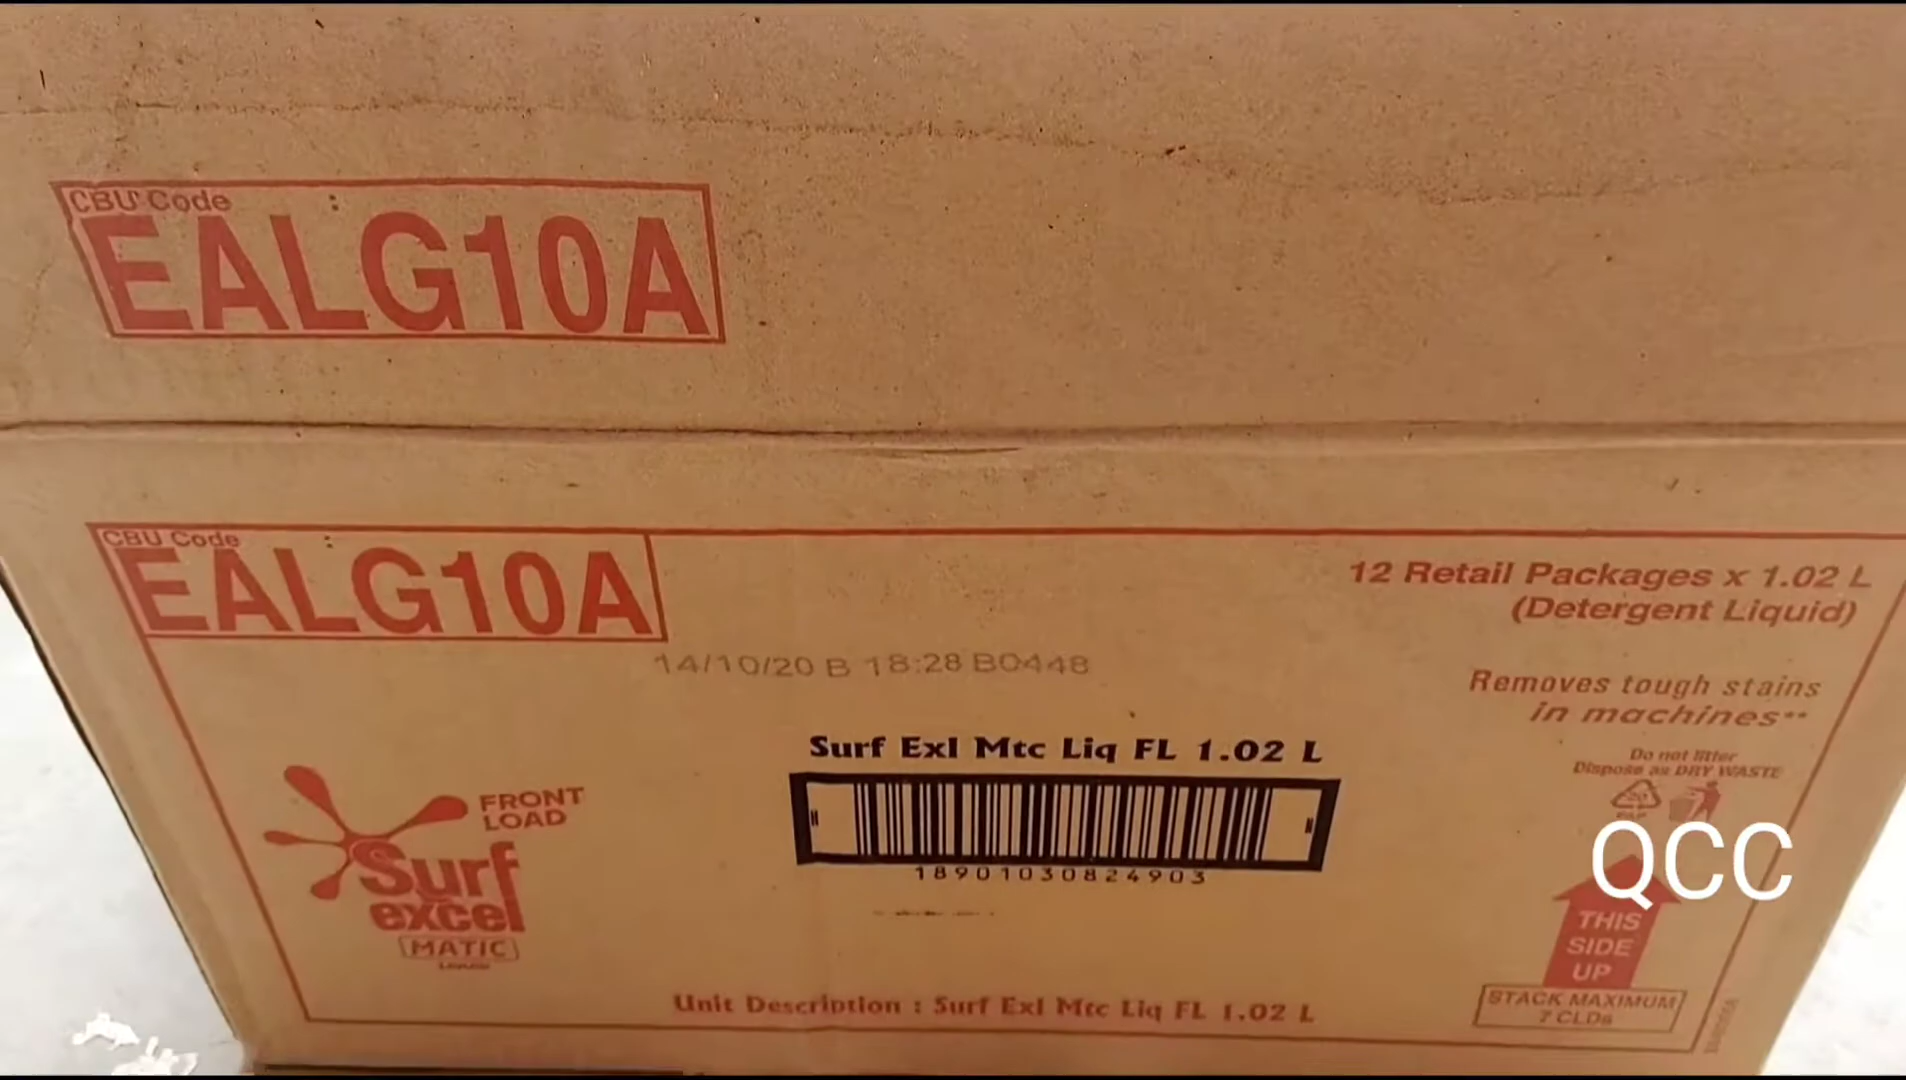 CBU Code :
EALG10A
CBU Code :
EALG10A
12 Retail Packages x 1.02 L
(Detergent Liquid)
14/10/20 B 18:28 B0448
Removes tough stains
in machines**
Surf Exl Mtc Liq FL 1.02 L
Do not litter
Dispose as DRY WASTE
18901030824903
FRONT
LOAD
Surf
excel
MATIC
QCC
THIS
SIDE
UP
STACK MAXIMUM
7 CLDs
Unit Description : Surf Exl Mtc Liq FL 1.02 L